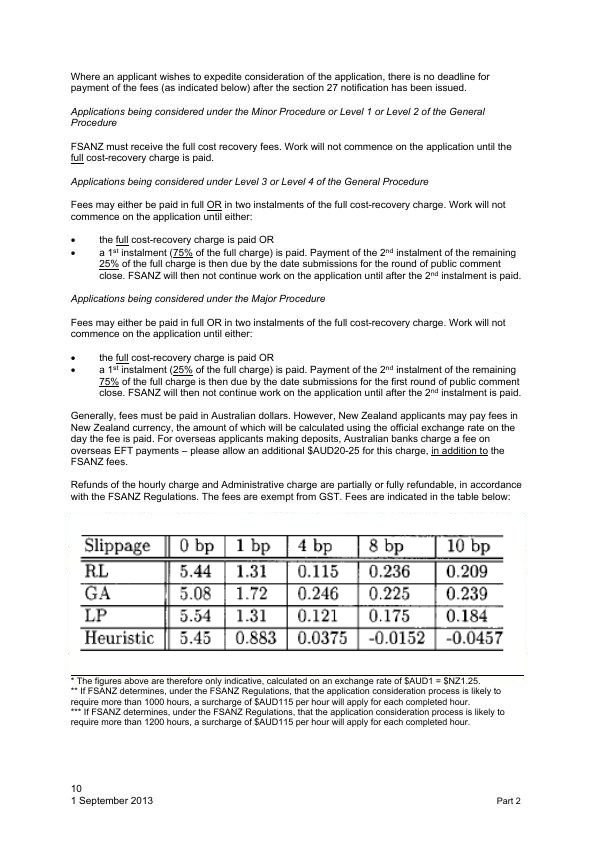 Where an applicant wishes to expedite consideration of the application, there is no deadline for
payment of the fees (as indicated below) after the section 27 notification has been issued.
Applications being considered under the Minor Procedure or Level 1 or Level 2 of the General
Procedure
FSANZ must receive the full cost recovery fees. Work will not commence on the application until the
full cost-recovery charge is paid.
Applications being considered under Level 3 or Level 4 of the General Procedure
Fees may either be paid in full OR in two instalments of the full cost-recovery charge. Work will not
commence on the application until either:
• the full cost-recovery charge is paid OR
• a 1st instalment (75% of the full charge) is paid. Payment of the 2nd instalment of the remaining
25% of the full charge is then due by the date submissions for the round of public comment
close. FSANZ will then not continue work on the application until after the 2nd instalment is paid.
Applications being considered under the Major Procedure
Fees may either be paid in full OR in two instalments of the full cost-recovery charge. Work will not
commence on the application until either:
• the full cost-recovery charge is paid OR
• a 1st instalment (25% of the full charge) is paid. Payment of the 2nd instalment of the remaining
75% of the full charge is then due by the date submissions for the first round of public comment
close. FSANZ will then not continue work on the application until after the 2nd instalment is paid.
Generally, fees must be paid in Australian dollars. However, New Zealand applicants may pay fees in
New Zealand currency, the amount of which will be calculated using the official exchange rate on the
day the fee is paid. For overseas applicants making deposits, Australian banks charge a fee on
overseas EFT payments – please allow an additional $AUD20-25 for this charge, in addition to the
FSANZ fees.
Refunds of the hourly charge and Administrative charge are partially or fully refundable, in accordance
with the FSANZ Regulations. The fees are exempt from GST. Fees are indicated in the table below:
Slippage 0 bp 1 bp 4 bp 8 bp 10 bp
RL 5.44 1.31 0.115 0.236 0.209
GA 5.08 1.72 0.246 0.225 0.239
LP 5.54 1.31 0.121 0.175 0.184
Heuristic 5.45 0.883 0.0375 -0.0152 -0.0457
* The figures above are therefore only indicative, calculated on an exchange rate of $AUD1 = $NZ1.25.
** If FSANZ determines, under the FSANZ Regulations, that the application consideration process is likely to
require more than 1000 hours, a surcharge of $AUD115 per hour will apply for each completed hour.
*** If FSANZ determines, under the FSANZ Regulations, that the application consideration process is likely to
require more than 1200 hours, a surcharge of $AUD115 per hour will apply for each completed hour.
10
1 September 2013 Part 2